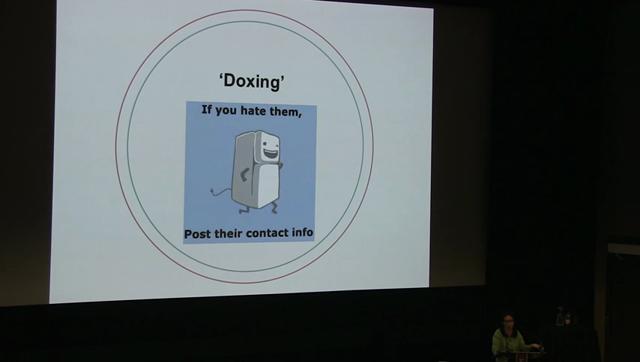 ‘Doxing’
If you hate them,
Post their contact info